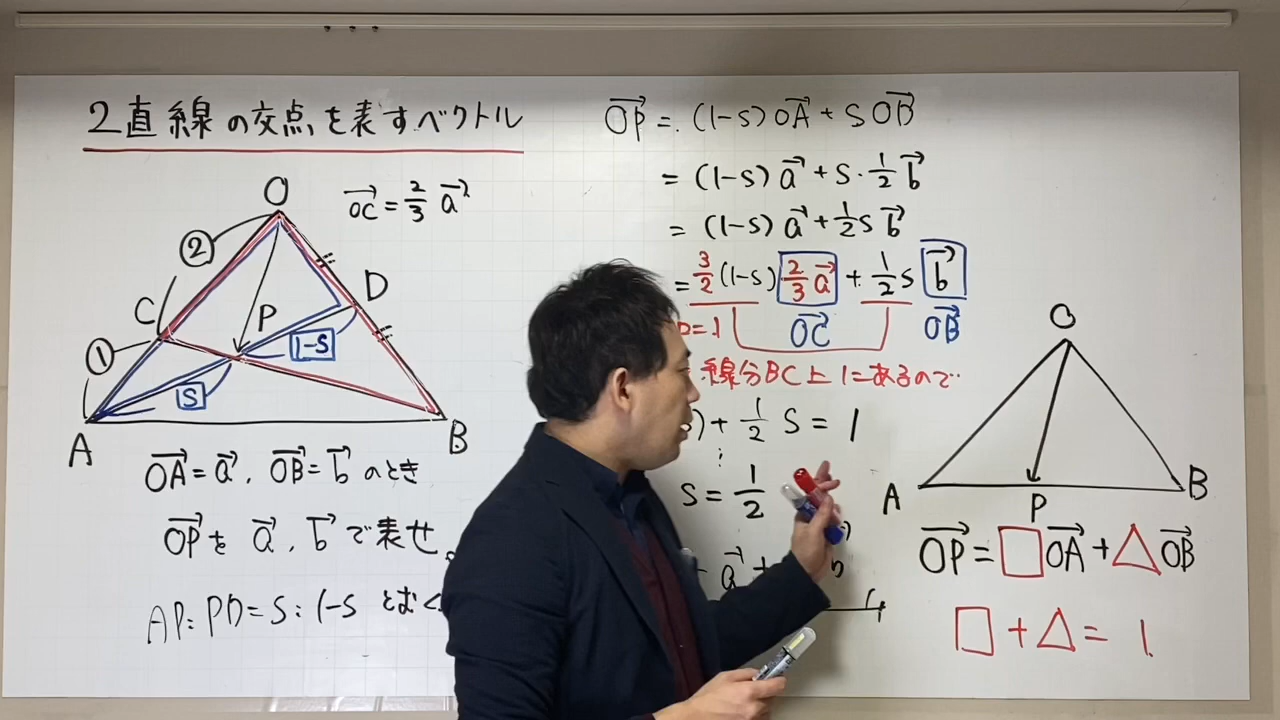 2直線の交点を表すベクトル
O
②
C
D
P
①
1-S
S
A
B
→OC = 2/3 →a
→OA = →a, →OB = →b のとき
→OPを →a, →b で表せ。
AP:PD=S:1-S とおく
→OP = (1-S)→OA + S→OB
= (1-S)→a + S・1/2→b
= (1-S)→a + 1/2 S→b
= 3/2(1-S) 2/3→a + 1/2 S →b
=1
→OC
→OB
線分BC上にあるので…
) + 1/2 S = 1
⋮
S = 1/2
→a +
b
O
A
P
B
→OP = □→OA + △→OB
□ + △ = 1